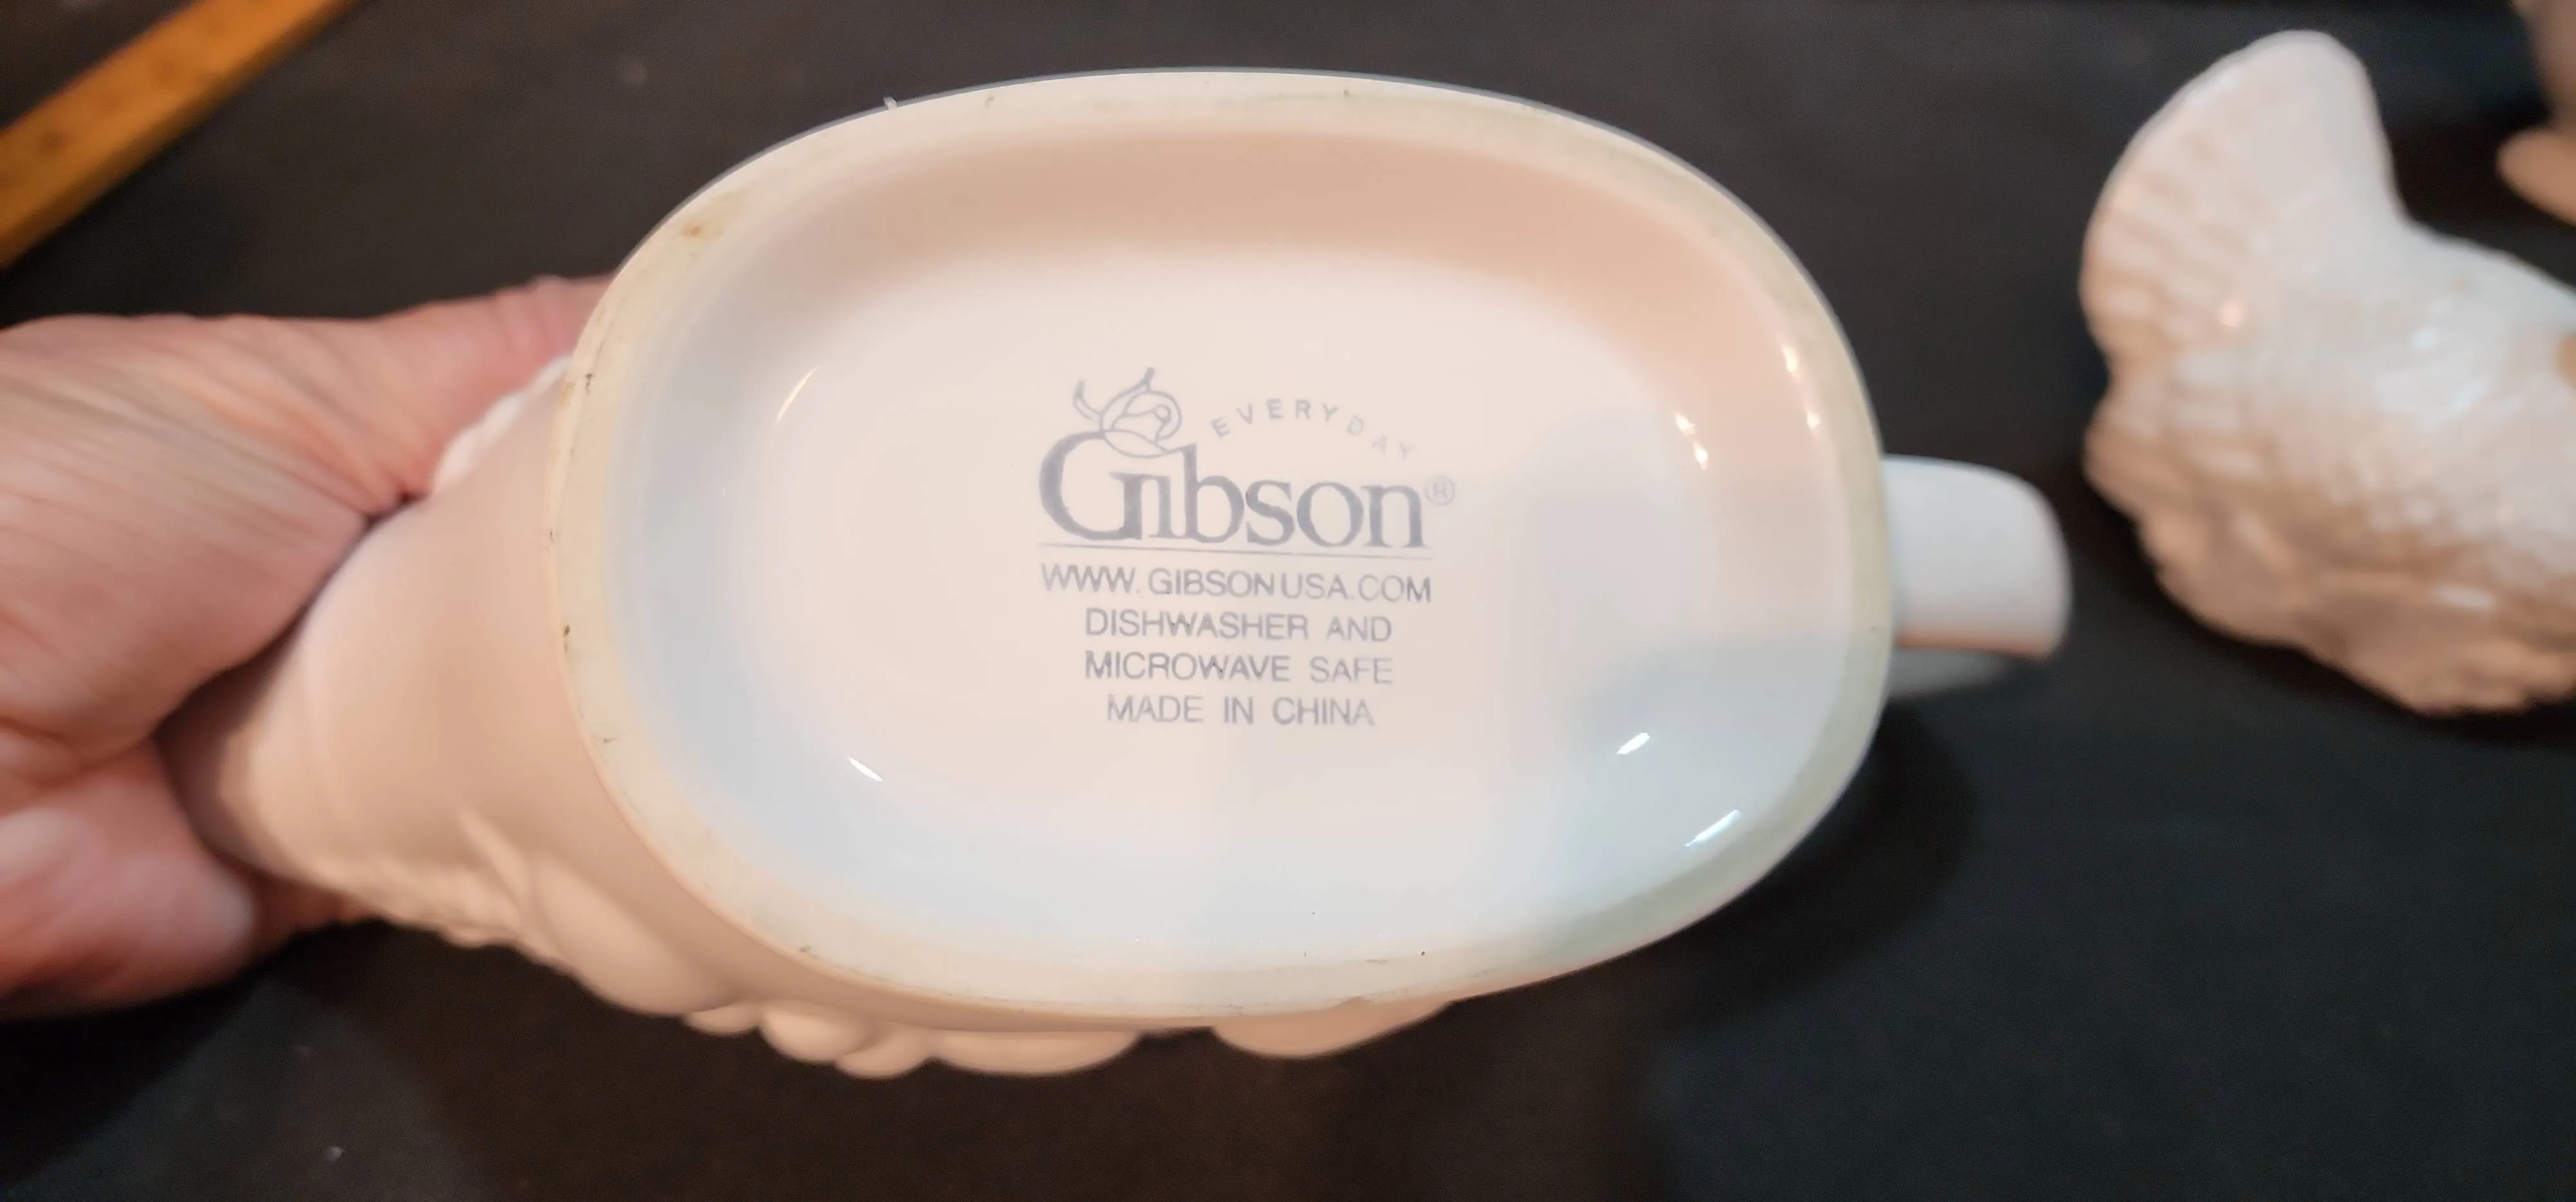 EVERYDAY
Gibson®
WWW.GIBSONUSA.COM
DISHWASHER AND
MICROWAVE SAFE
MADE IN CHINA